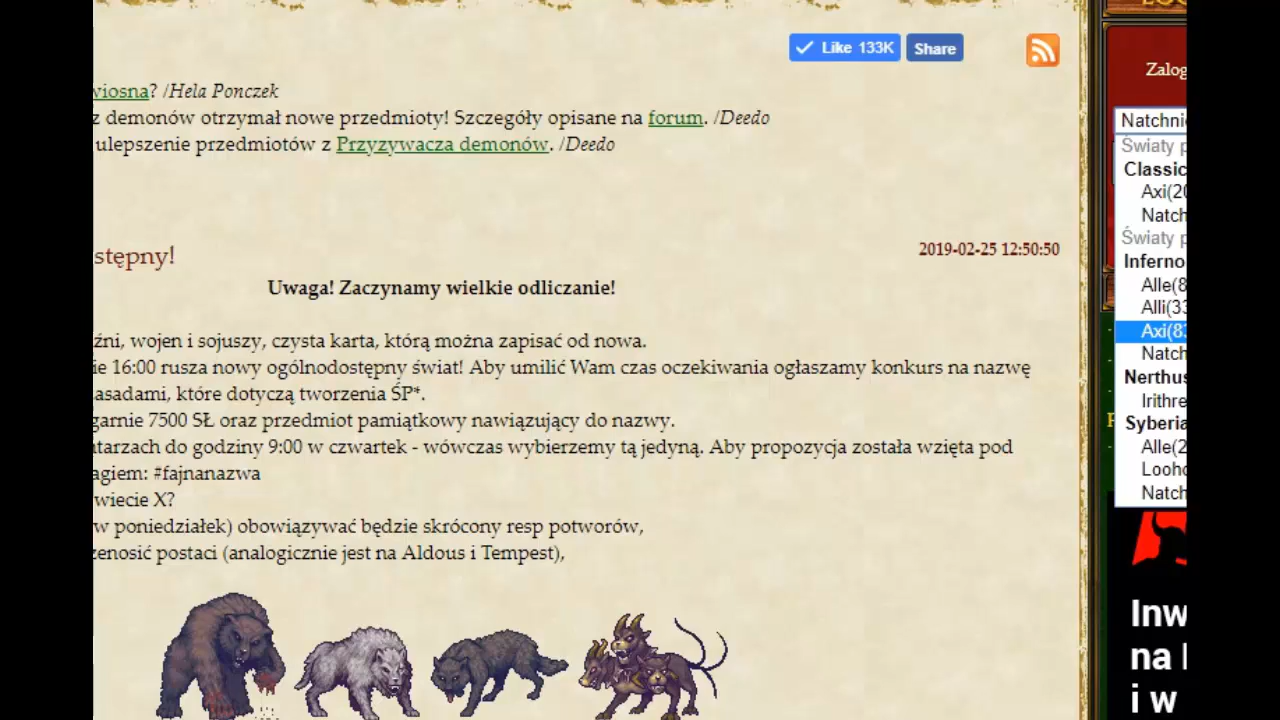 Like 133K Share
wiosna? /Hela Ponczek
z demonów otrzymał nowe przedmioty! Szczegóły opisane na forum. /Deedo
ulepszenie przedmiotów z Przyzywacza demonów. /Deedo
stępny!
2019-02-25 12:50:50
Uwaga! Zaczynamy wielkie odliczanie!
źni, wojen i sojuszy, czysta karta, którą można zapisać od nowa.
ie 16:00 rusza nowy ogólnodostępny świat! Aby umilić Wam czas oczekiwania ogłaszamy konkurs na nazwę
asadami, które dotyczą tworzenia ŚP*.
garnie 7500 SŁ oraz przedmiot pamiątkowy nawiązujący do nazwy.
ntarzach do godziny 9:00 w czwartek - wówczas wybierzemy tą jedyną. Aby propozycja została wzięta pod
agiem: #fajnanazwa
wiecie X?
w poniedziałek) obowiązywać będzie skrócony resp potworów,
zenosić postaci (analogicznie jest na Aldous i Tempest),
Zalog
Natchni
Światy p
Classic
Axi(20
Natch
Światy p
Inferno
Alle(8
Alli(33
Axi(83
Natch
Nerthus
Irithre
Syberia
Alle(2
Looho
Natch
Inw
na
i w